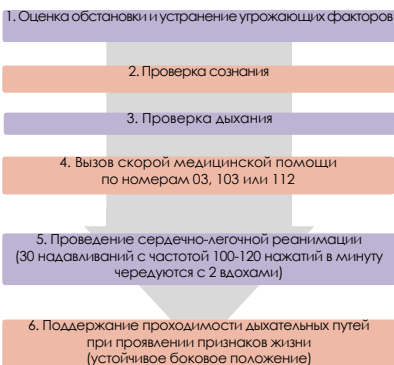 1. Оценка обстановки и устранение угрожающих факторов
2. Проверка сознания
3. Проверка дыхания
4. Вызов скорой медицинской помощи
по номерам 03, 103 или 112
5. Проведение сердечно-легочной реанимации
(30 надавливаний с частотой 100-120 нажатий в минуту
чередуются с 2 вдохами)
6. Поддержание проходимости дыхательных путей
при проявлении признаков жизни
(устойчивое боковое положение)